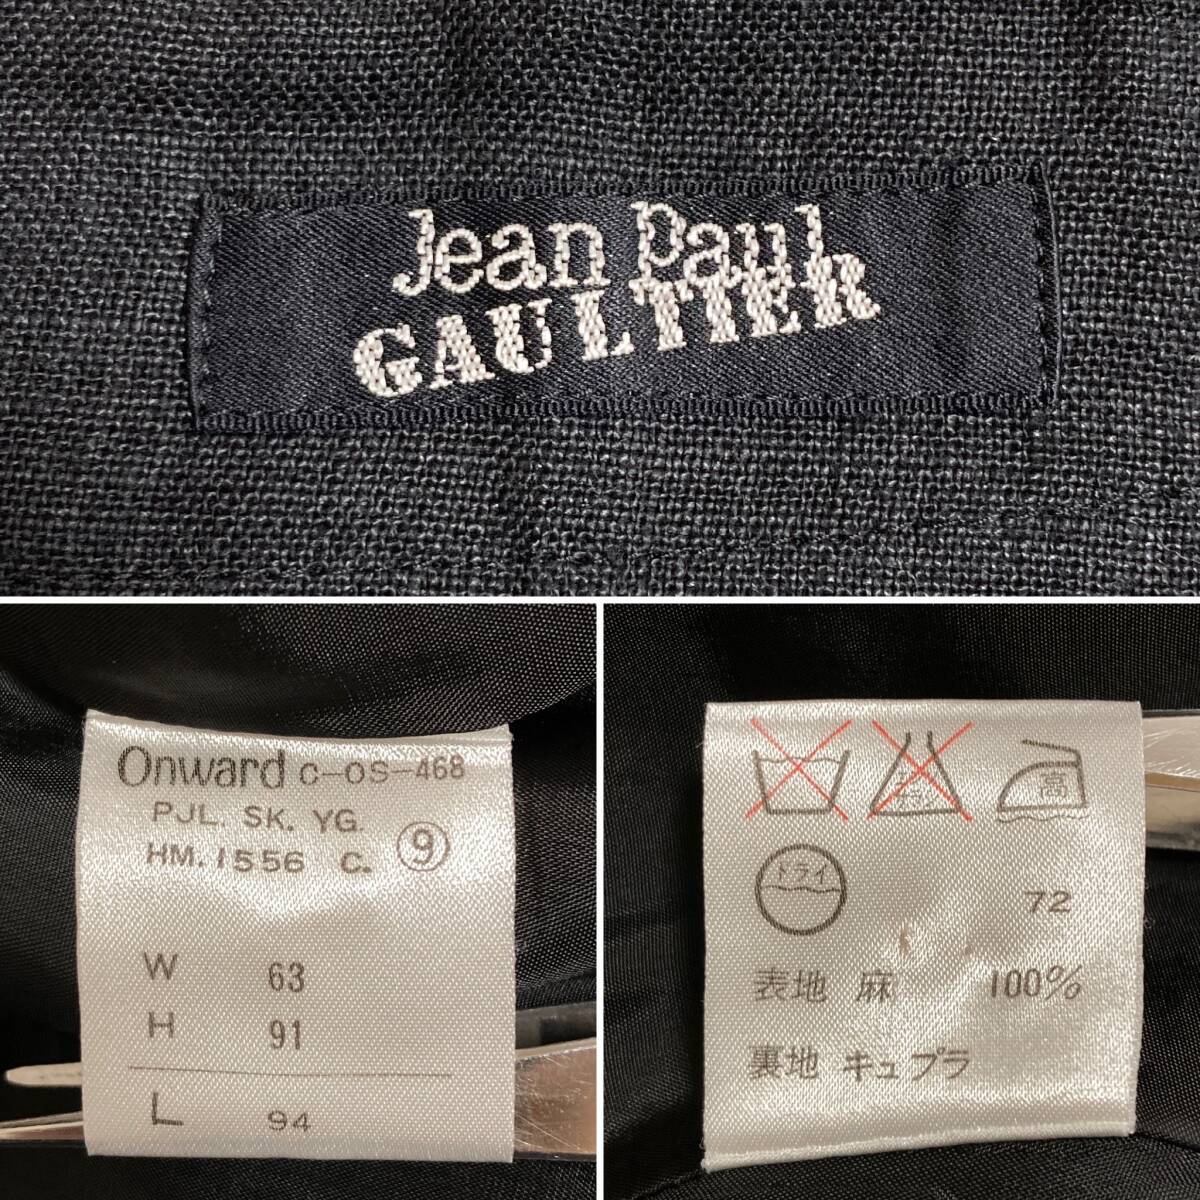 Jean Paul
GAULTIER
Onward C-OS-468
PJL. SK. YG.
HM. 1556 C. ⑨
W 63
H 91
L 94
高
ドライ
72
表地 麻 100%
裏地 キュプラ